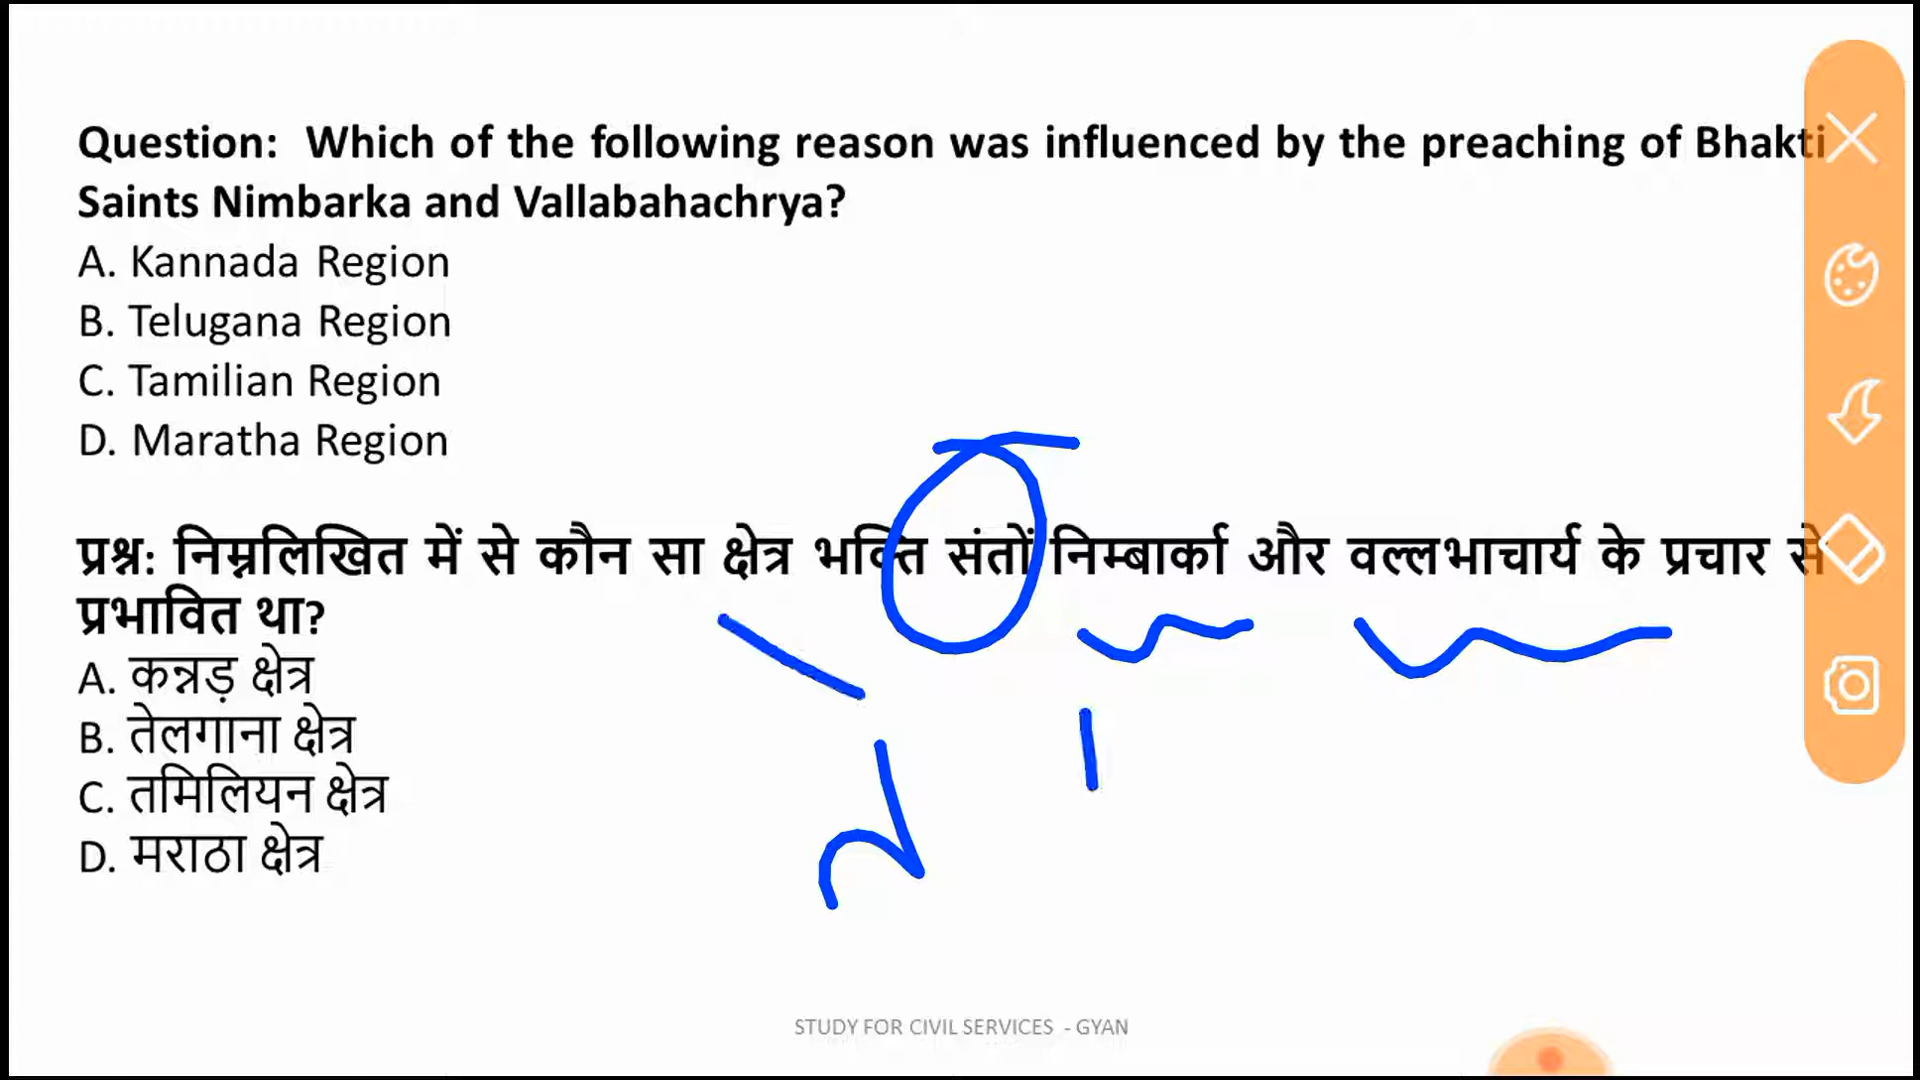 Question: Which of the following reason was influenced by the preaching of Bhakti
Saints Nimbarka and Vallabahachrya?
A. Kannada Region
B. Telugana Region
C. Tamilian Region
D. Maratha Region
प्रश्न: निम्नलिखित में से कौन सा क्षेत्र भक्ति संतों निम्बार्का और वल्लभाचार्य के प्रचार से
प्रभावित था?
A. कन्नड़ क्षेत्र
B. तेलगाना क्षेत्र
C. तमिलियन क्षेत्र
D. मराठा क्षेत्र
STUDY FOR CIVIL SERVICES - GYAN